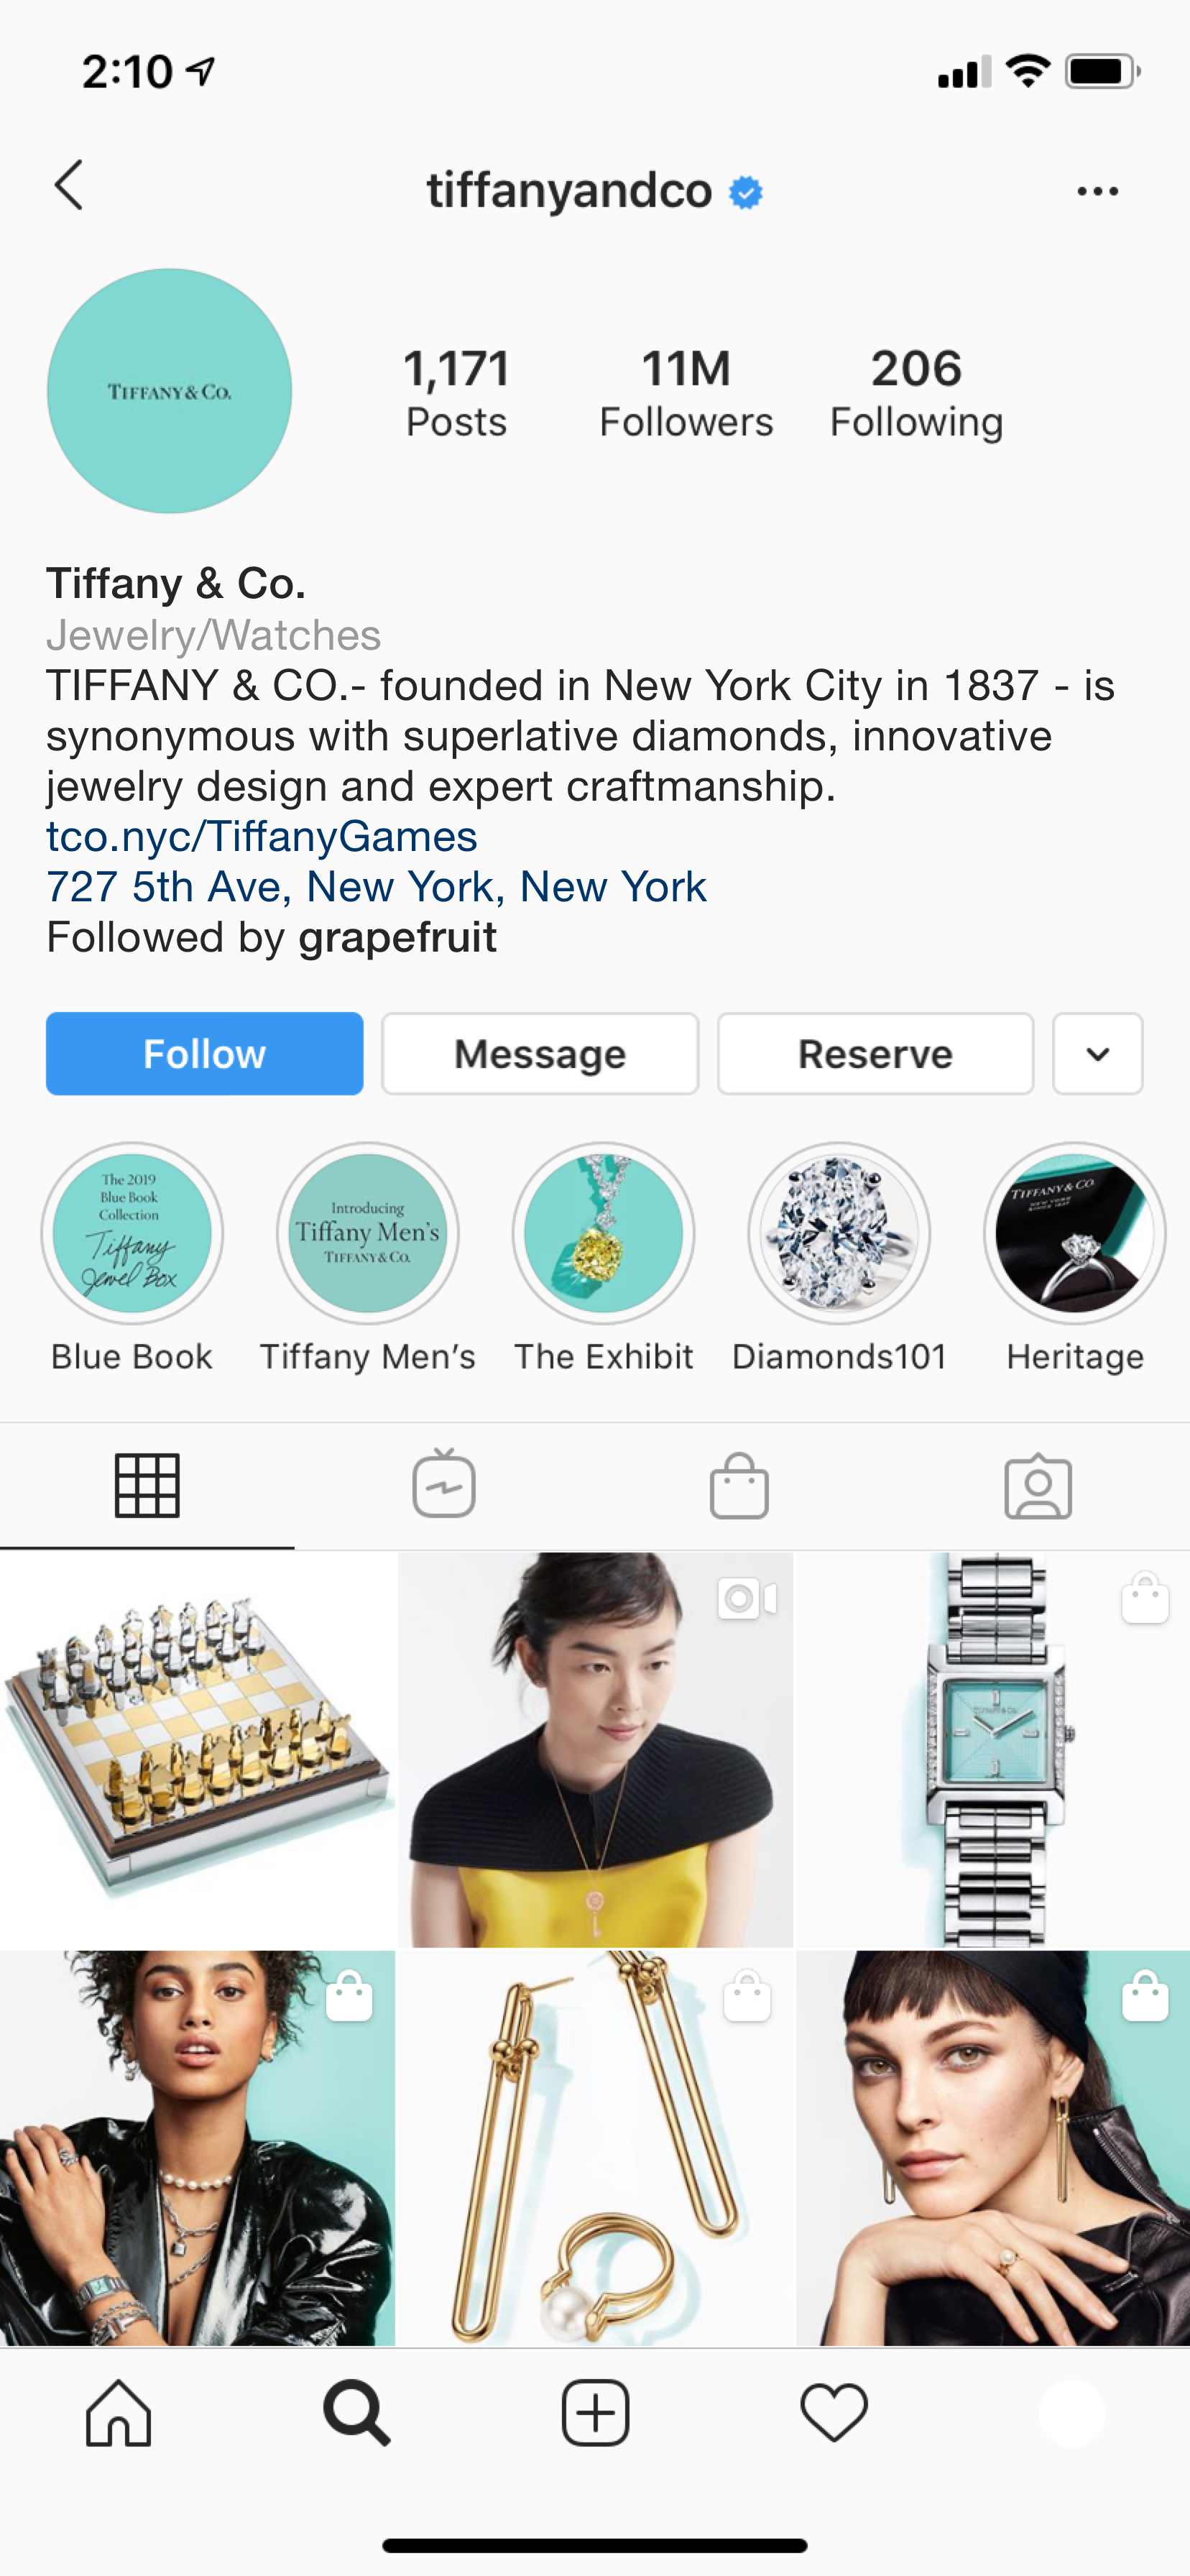 2:10
tiffanyandco
TIFFANY & CO.
1,171
Posts
11M
Followers
206
Following
Tiffany & Co.
Jewelry/Watches
TIFFANY & CO.- founded in New York City in 1837 - is
synonymous with superlative diamonds, innovative
jewelry design and expert craftmanship.
tco.nyc/TiffanyGames
727 5th Ave, New York, New York
Followed by grapefruit
Follow
Message
Reserve
The 2019
Blue Book
Collection
Tiffany
Jewel Box
Introducing
Tiffany Men's
TIFFANY & CO.
TIFFANY & CO.
NEW YORK
SINCE 1837
Blue Book
Tiffany Men’s
The Exhibit
Diamonds101
Heritage
TIFFANY & CO.